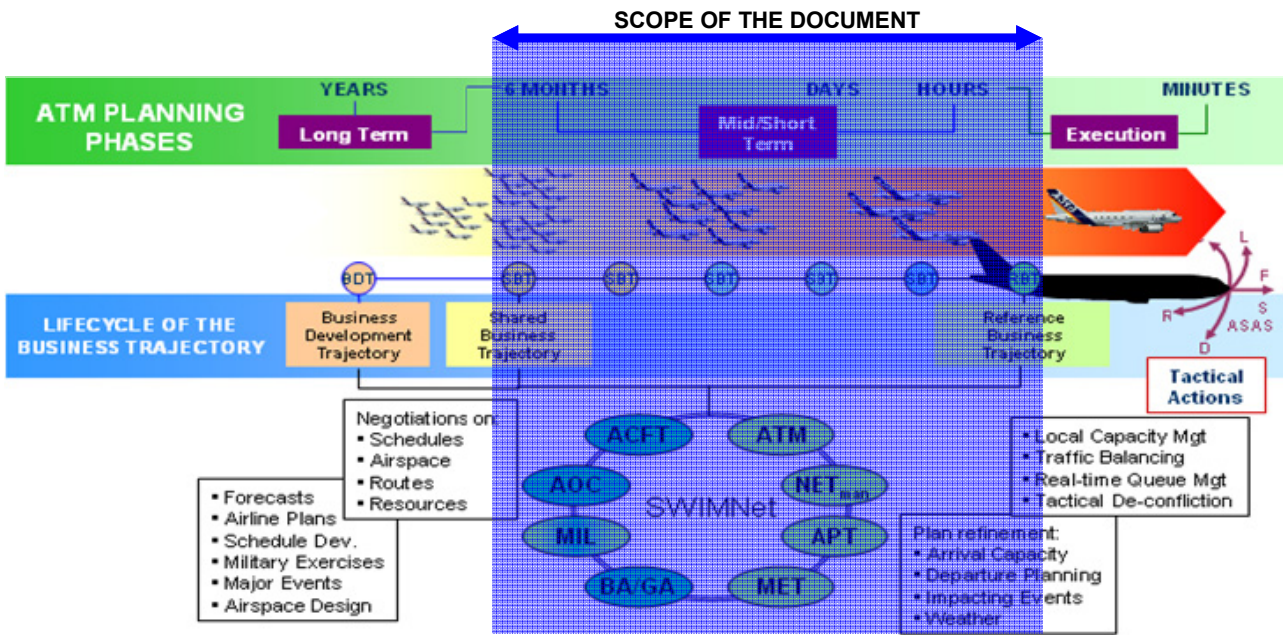 SCOPE OF THE DOCUMENT
YEARS
6 MONTHS
DAYS
HOURS
MINUTES
ATM PLANNING
PHASES
Long Term
Mid/Short
Term
Execution
BDT
SBT
SBT
SBT
SBT
SBT
SBT
L
F
S
ASAS
R
D
LIFECYCLE OF THE
BUSINESS TRAJECTORY
Business
Development
Trajectory
Shared
Business
Trajectory
Reference
Business
Trajectory
Tactical
Actions
Negotiations on:
▪ Schedules
▪ Airspace
▪ Routes
▪ Resources
▪ Forecasts
▪ Airline Plans
▪ Schedule Dev.
▪ Military Exercises
▪ Major Events
▪ Airspace Design
ACFT
ATM
AOC
NETman
SWIMNet
MIL
APT
BA/GA
MET
▪ Local Capacity Mgt
▪ Traffic Balancing
▪ Real-time Queue Mgt
▪ Tactical De-confliction
Plan refinement:
▪ Arrival Capacity
▪ Departure Planning
▪ Impacting Events
▪ Weather